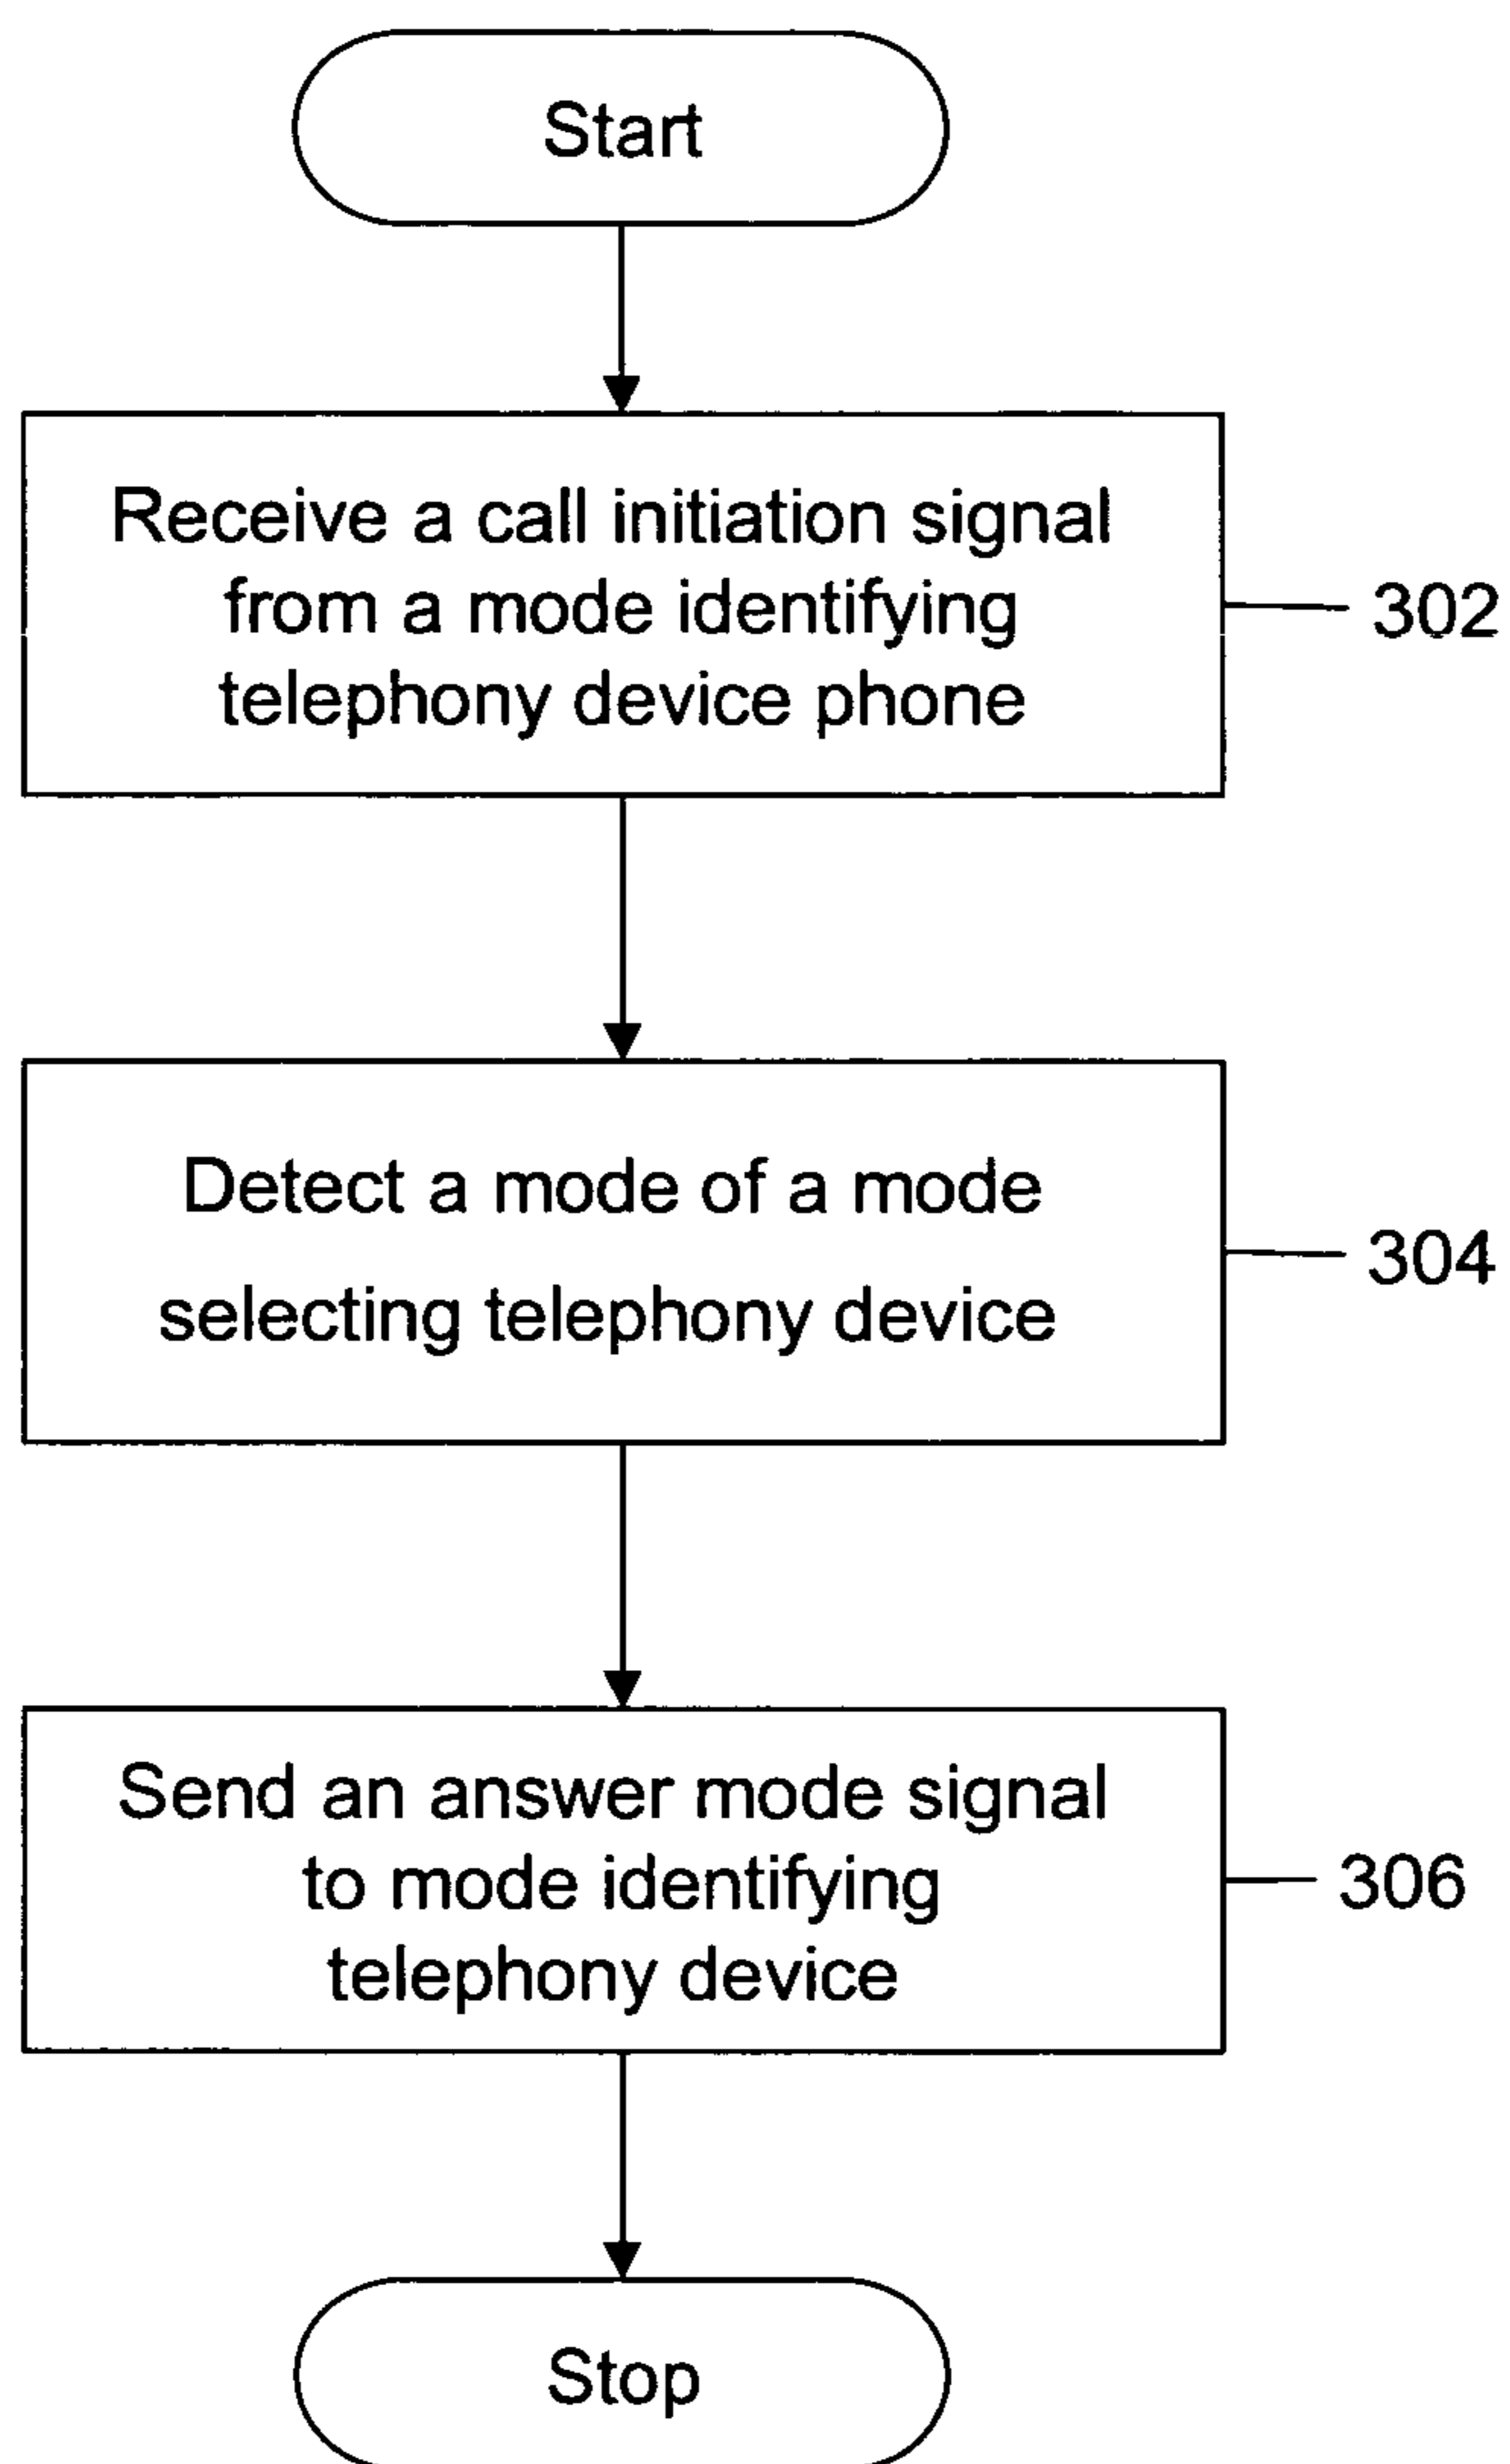 Start
Receive a call initiation signal
from a mode identifying
telephony device phone
302
Detect a mode of a mode
selecting telephony device
304
Send an answer mode signal
to mode identifying
telephony device
306
Stop